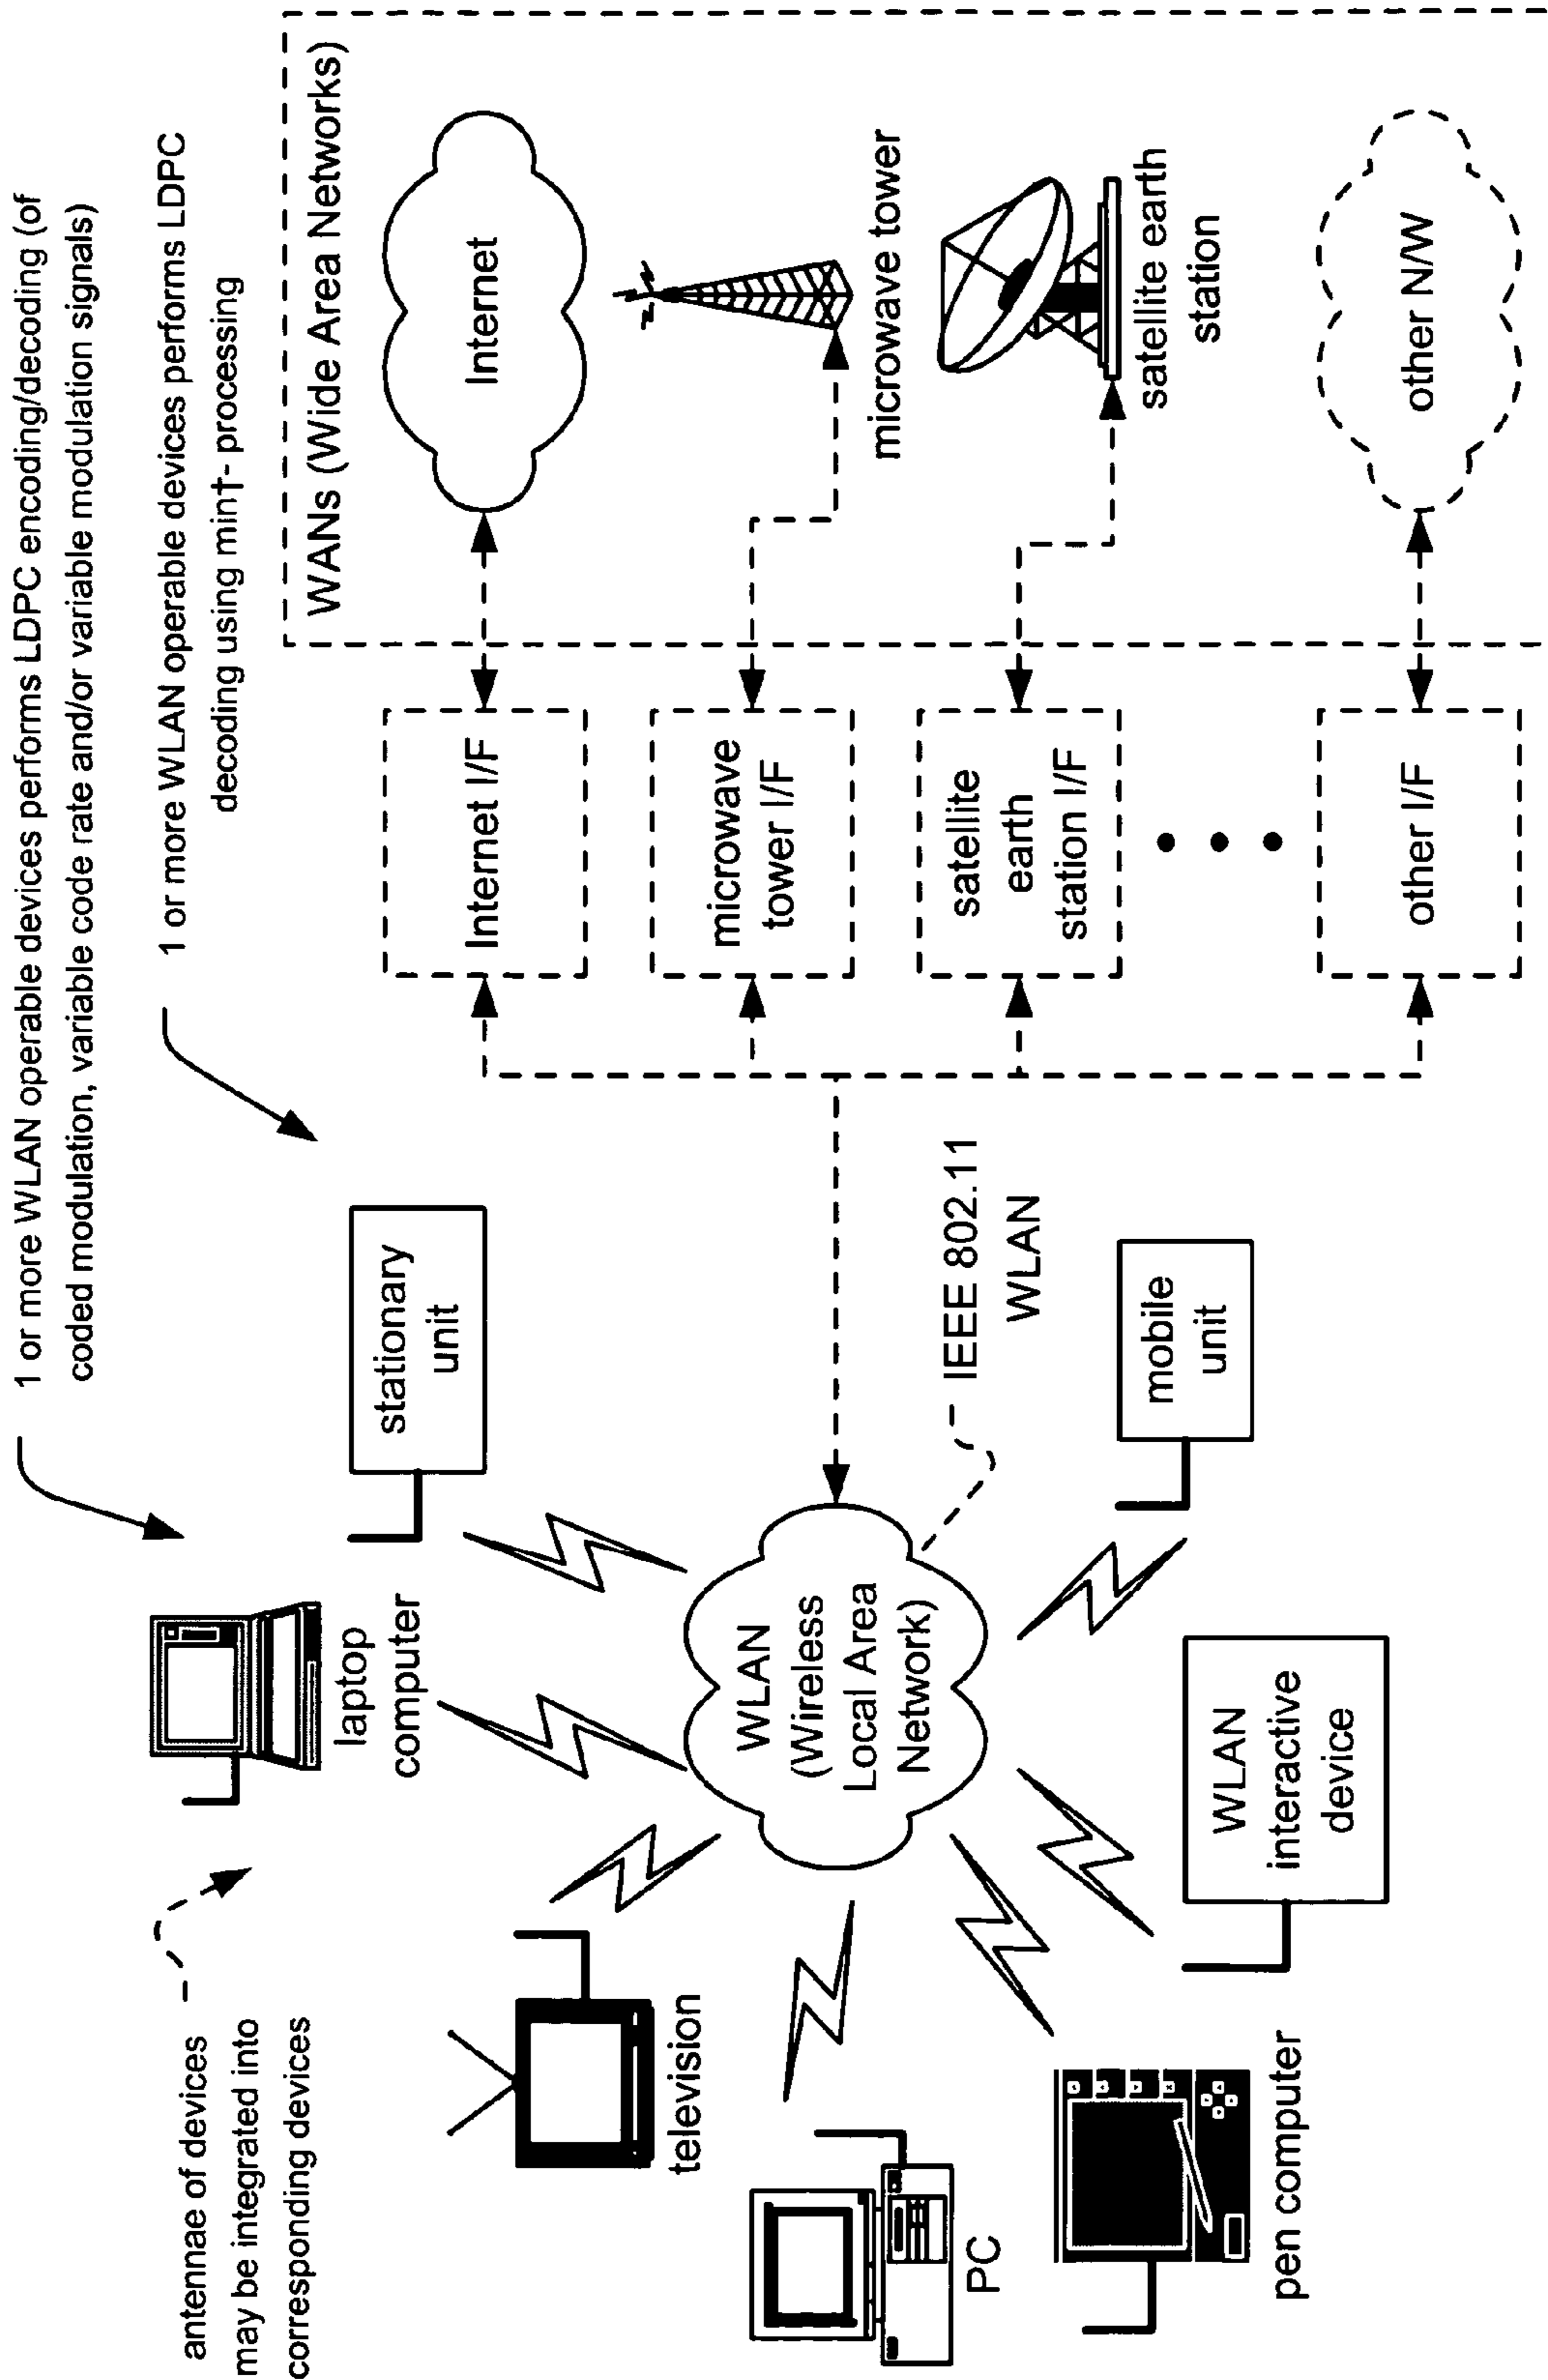 1 or more WLAN operable devices performs LDPC encoding/decoding (of
coded modulation, variable code rate and/or variable modulation signals)
1 or more WLAN operable devices performs LDPC
decoding using min†- processing
antennae of devices
may be integrated into
corresponding devices
laptop
computer
stationary
unit
television
PC
pen computer
WLAN
(Wireless
Local Area
Network)
IEEE 802.11
WLAN
WLAN
interactive
device
mobile
unit
Internet I/F
microwave
tower I/F
satellite
earth
station I/F
other I/F
WANs (Wide Area Networks)
Internet
microwave tower
satellite earth
station
other N/W